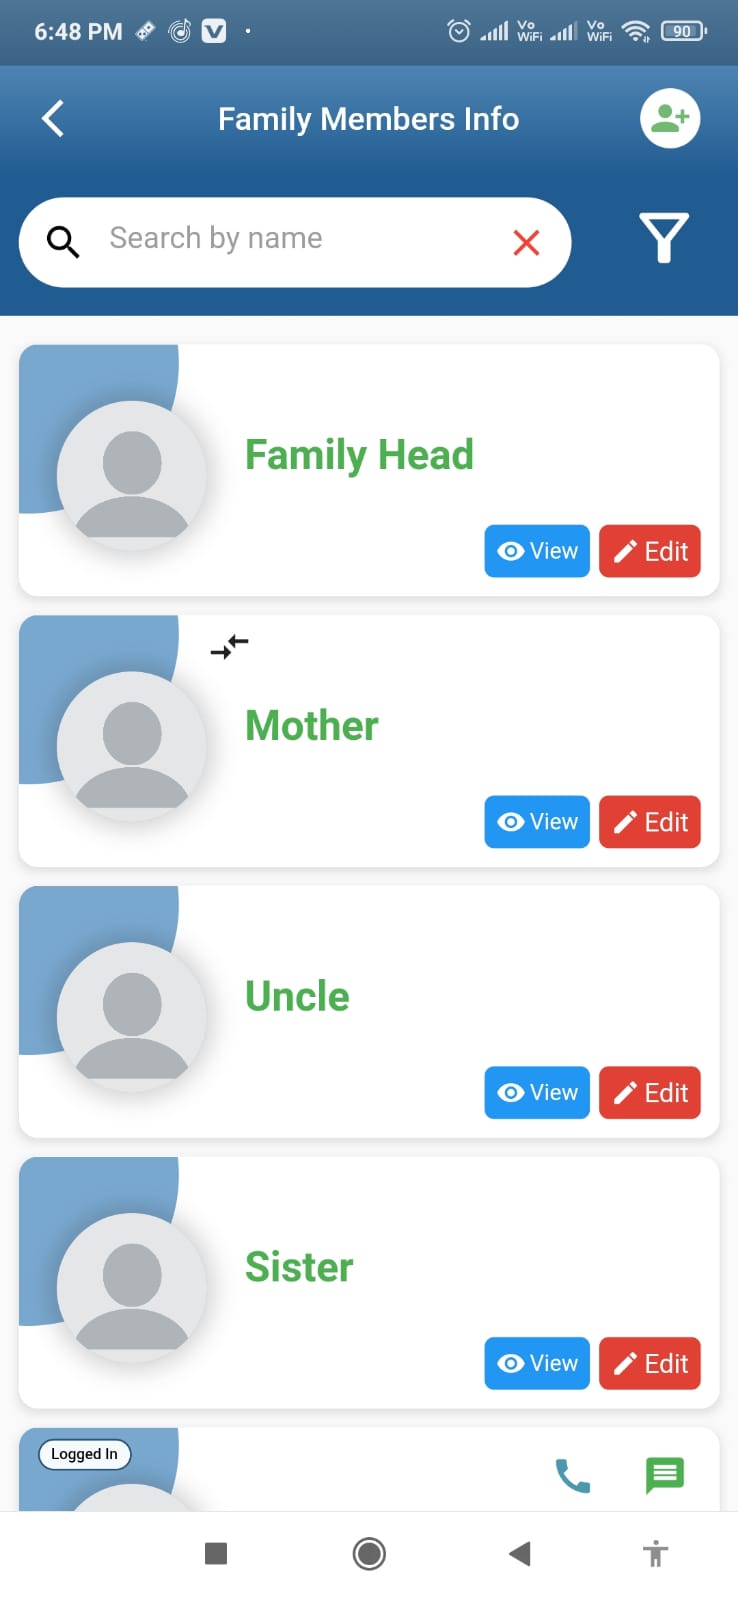 6:48 PM
Vo WiFi
Vo WiFi
90
Family Members Info
Search by name
Family Head
View
Edit
Mother
View
Edit
Uncle
View
Edit
Sister
View
Edit
Logged In